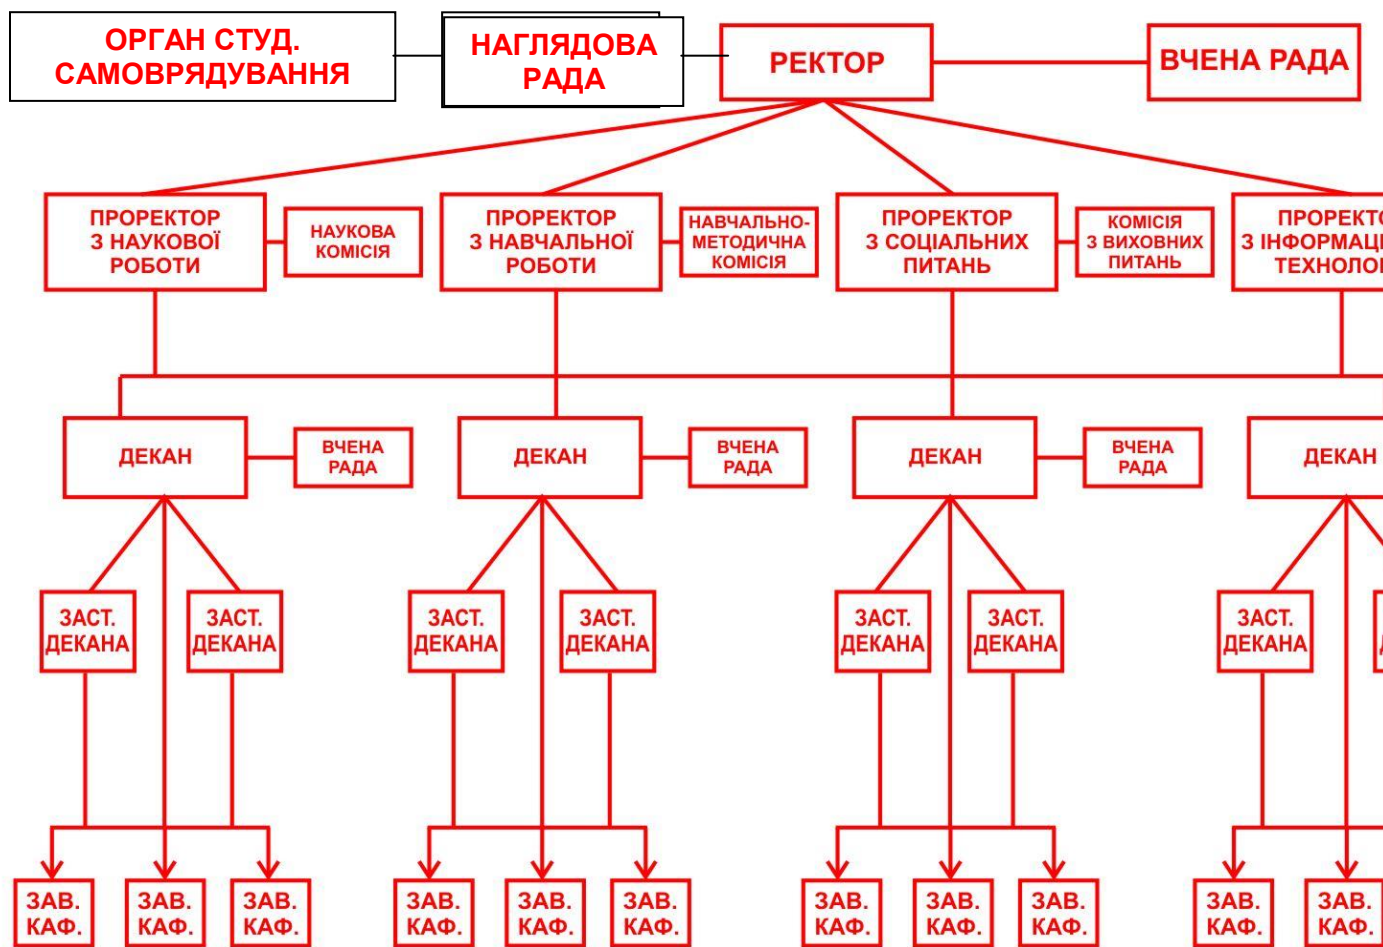 ОРГАН СТУД.
САМОВРЯДУВАННЯ
НАГЛЯДОВА
РАДА
РЕКТОР
ВЧЕНА РАДА
ПРОРЕКТОР
З НАУКОВОЇ
РОБОТИ
НАУКОВА
КОМІСІЯ
ПРОРЕКТОР
З НАВЧАЛЬНОЇ
РОБОТИ
НАВЧАЛЬНО-
МЕТОДИЧНА
КОМІСІЯ
ПРОРЕКТОР
З СОЦІАЛЬНИХ
ПИТАНЬ
КОМІСІЯ
З ВИХОВНИХ
ПИТАНЬ
ПРОРЕКТО
З ІНФОРМАЦІ
ТЕХНОЛО
ДЕКАН
ВЧЕНА
РАДА
ДЕКАН
ВЧЕНА
РАДА
ДЕКАН
ВЧЕНА
РАДА
ДЕКАН
ЗАСТ.
ДЕКАНА
ЗАСТ.
ДЕКАНА
ЗАСТ.
ДЕКАНА
ЗАСТ.
ДЕКАНА
ЗАСТ.
ДЕКАНА
ЗАСТ.
ДЕКАНА
ЗАСТ.
ДЕКАНА
ЗАВ.
КАФ.
ЗАВ.
КАФ.
ЗАВ.
КАФ.
ЗАВ.
КАФ.
ЗАВ.
КАФ.
ЗАВ.
КАФ.
ЗАВ.
КАФ.
ЗАВ.
КАФ.
ЗАВ.
КАФ.
ЗАВ.
КАФ.
ЗАВ.
КАФ.